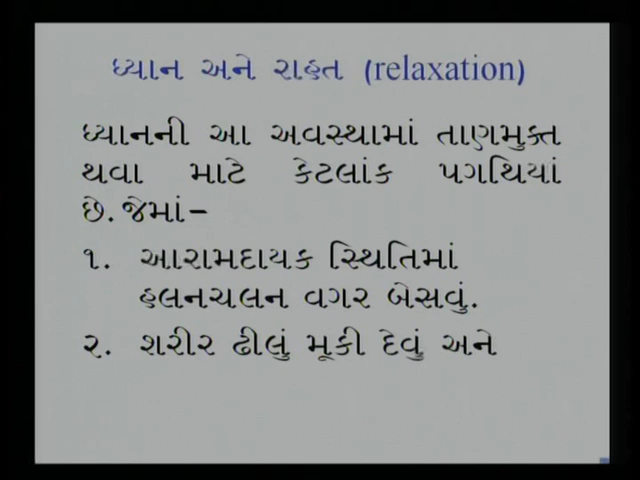 ધ્યાન અને રાહત (relaxation)
ધ્યાનની આ અવસ્થામાં તાણમુક્ત
થવા માટે કેટલાંક પગથિયાં
છે. જેમાં–
૧. આરામદાયક સ્થિતિમાં
હલનચલન વગર બેસવું.
૨. શરીર ઢીલું મૂકી દેવું અને